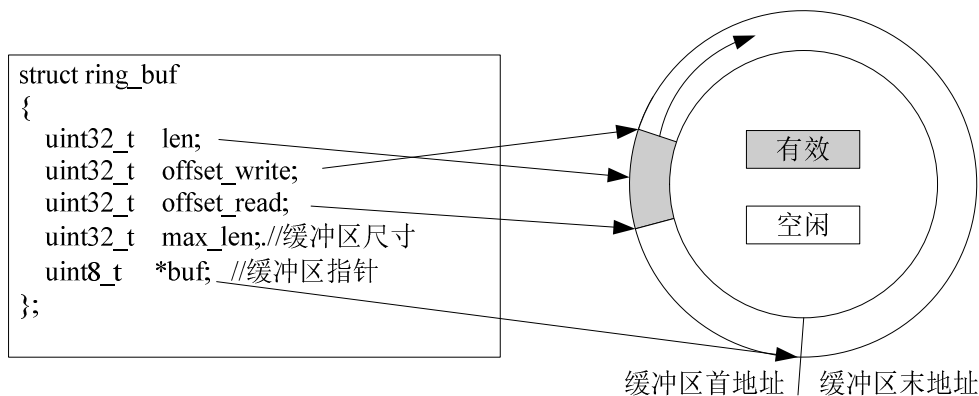 struct ring_buf
{
uint32_t len;
uint32_t offset_write;
uint32_t offset_read;
uint32_t max_len;.//缓冲区尺寸
uint8_t *buf; //缓冲区指针
};
有效
空闲
缓冲区首地址
缓冲区末地址